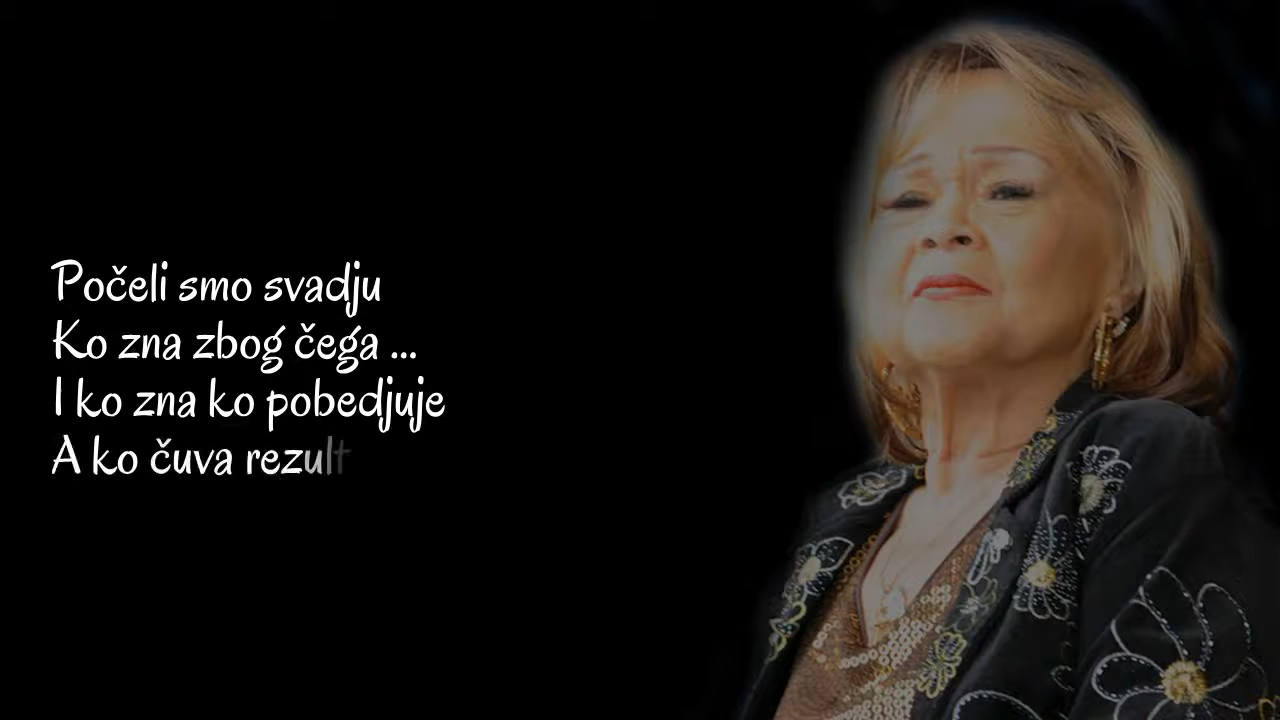 Počeli smo svadju
Ko zna zbog čega ...
I ko zna ko pobedjuje
A ko čuva rezult